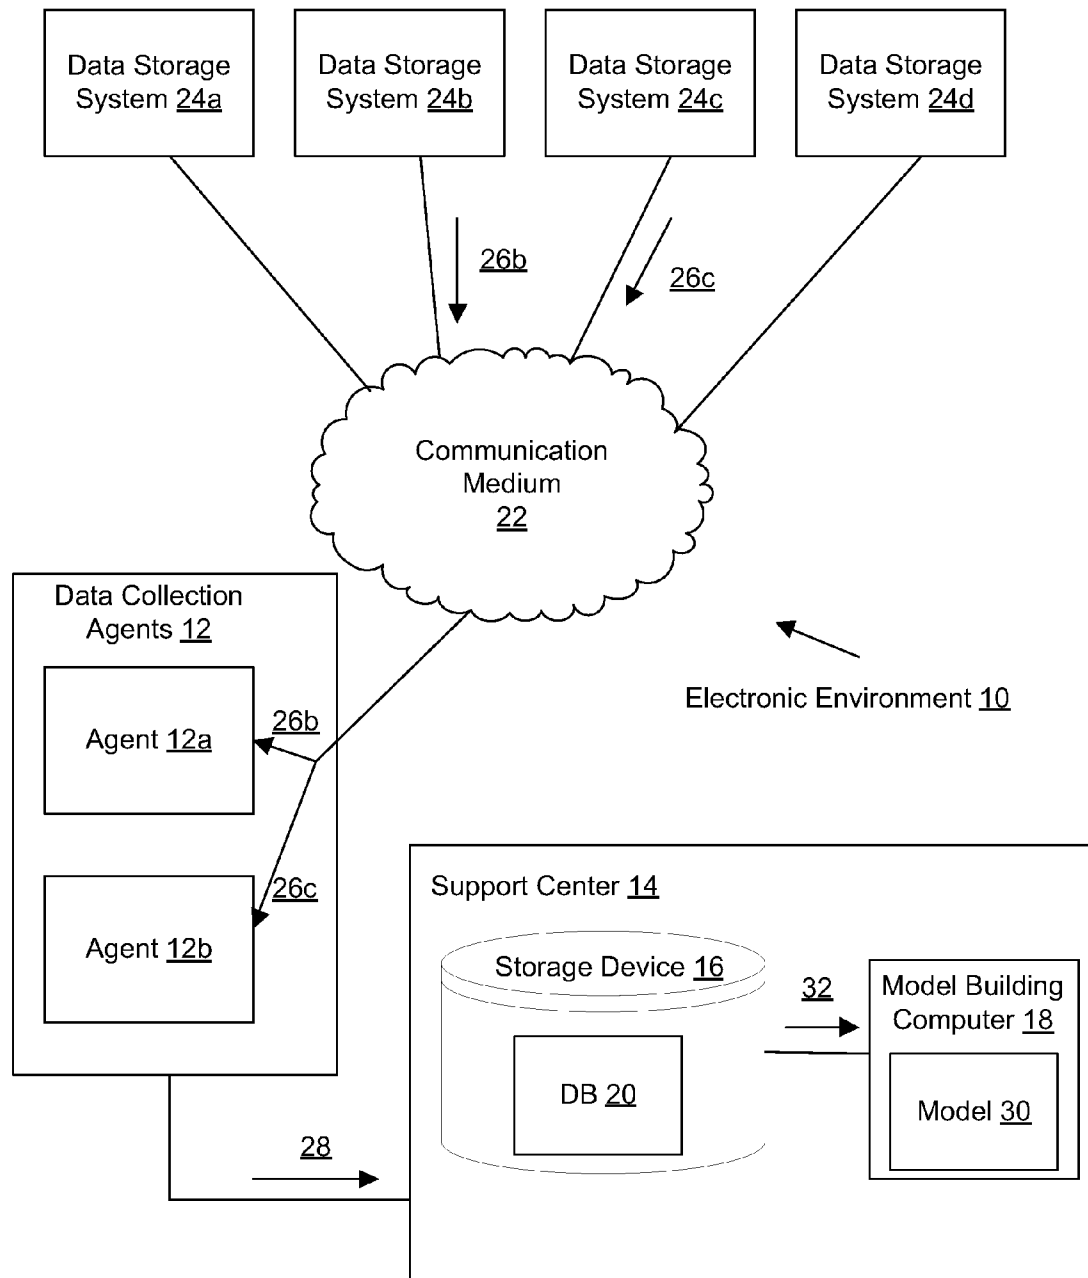 Data Storage
System 24a
Data Storage
System 24b
Data Storage
System 24c
Data Storage
System 24d
26b
26c
Communication
Medium
22
Data Collection
Agents 12
Agent 12a
26b
Electronic Environment 10
Agent 12b
26c
Support Center 14
Storage Device 16
DB 20
32
Model Building
Computer 18
Model 30
28